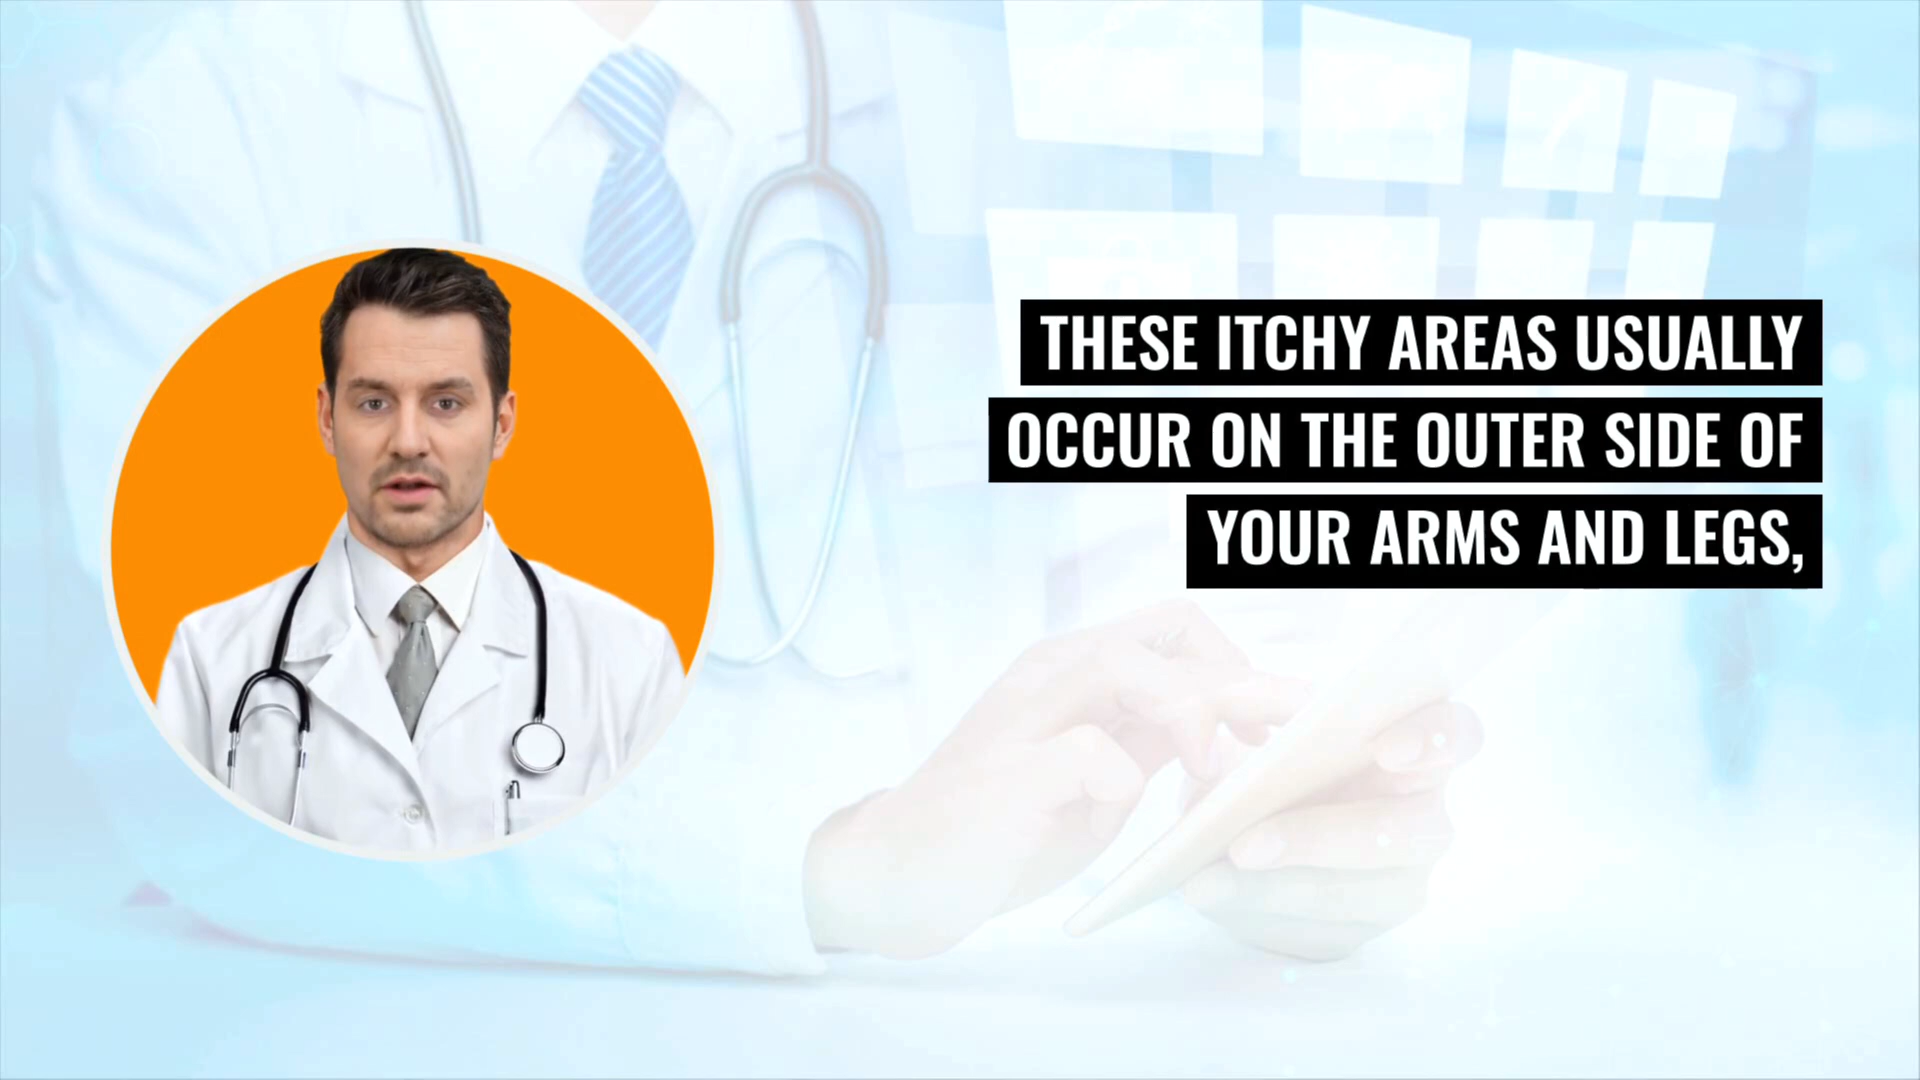 THESE ITCHY AREAS USUALLY
OCCUR ON THE OUTER SIDE OF
YOUR ARMS AND LEGS,